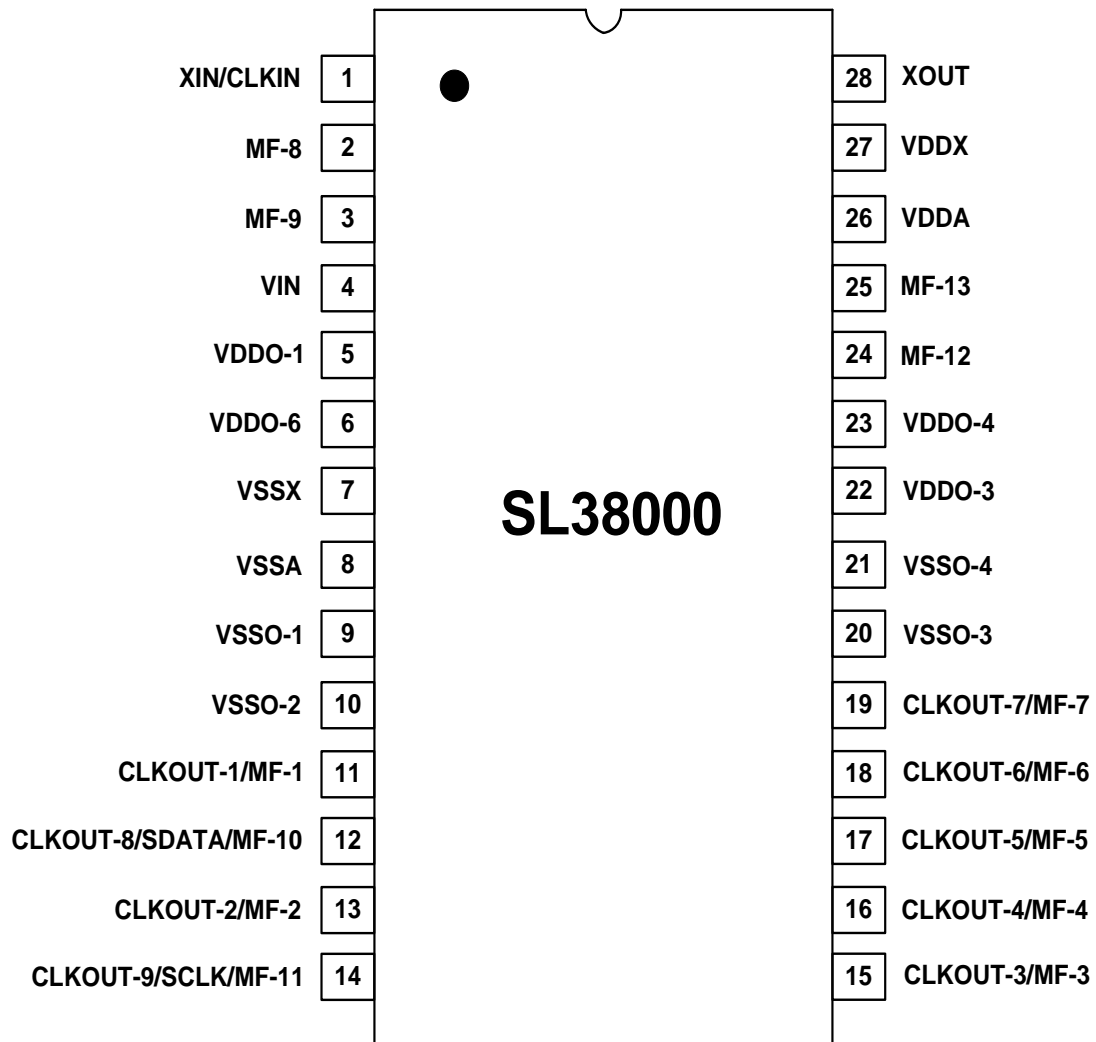 XIN/CLKIN 1 28 XOUT
MF-8 2 27 VDDX
MF-9 3 26 VDDA
VIN 4 25 MF-13
VDDO-1 5 24 MF-12
VDDO-6 6 23 VDDO-4
VSSX 7 22 VDDO-3
SL38000
VSSA 8 21 VSSO-4
VSSO-1 9 20 VSSO-3
VSSO-2 10 19 CLKOUT-7/MF-7
CLKOUT-1/MF-1 11 18 CLKOUT-6/MF-6
CLKOUT-8/SDATA/MF-10 12 17 CLKOUT-5/MF-5
CLKOUT-2/MF-2 13 16 CLKOUT-4/MF-4
CLKOUT-9/SCLK/MF-11 14 15 CLKOUT-3/MF-3